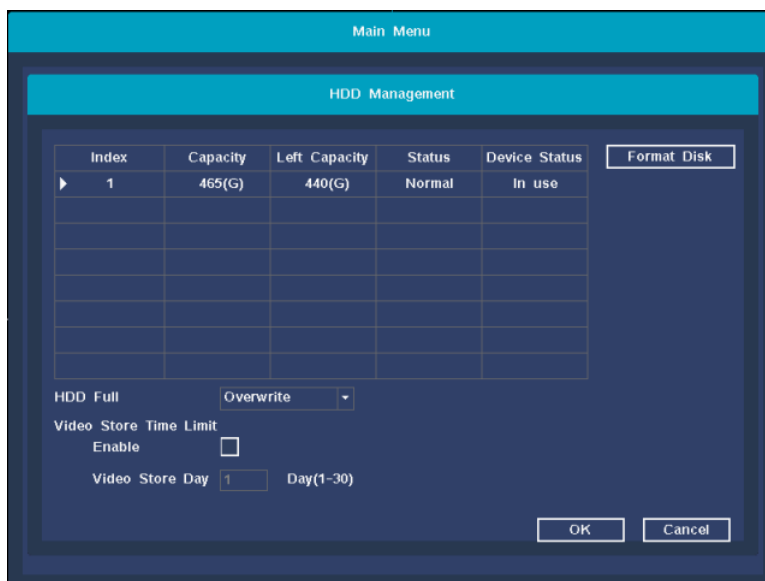 Main Menu
HDD Management
Index Capacity Left Capacity Status Device Status Format Disk
1 465(G) 440(G) Normal In use
HDD Full Overwrite
Video Store Time Limit
Enable
Video Store Day 1 Day(1-30)
OK Cancel